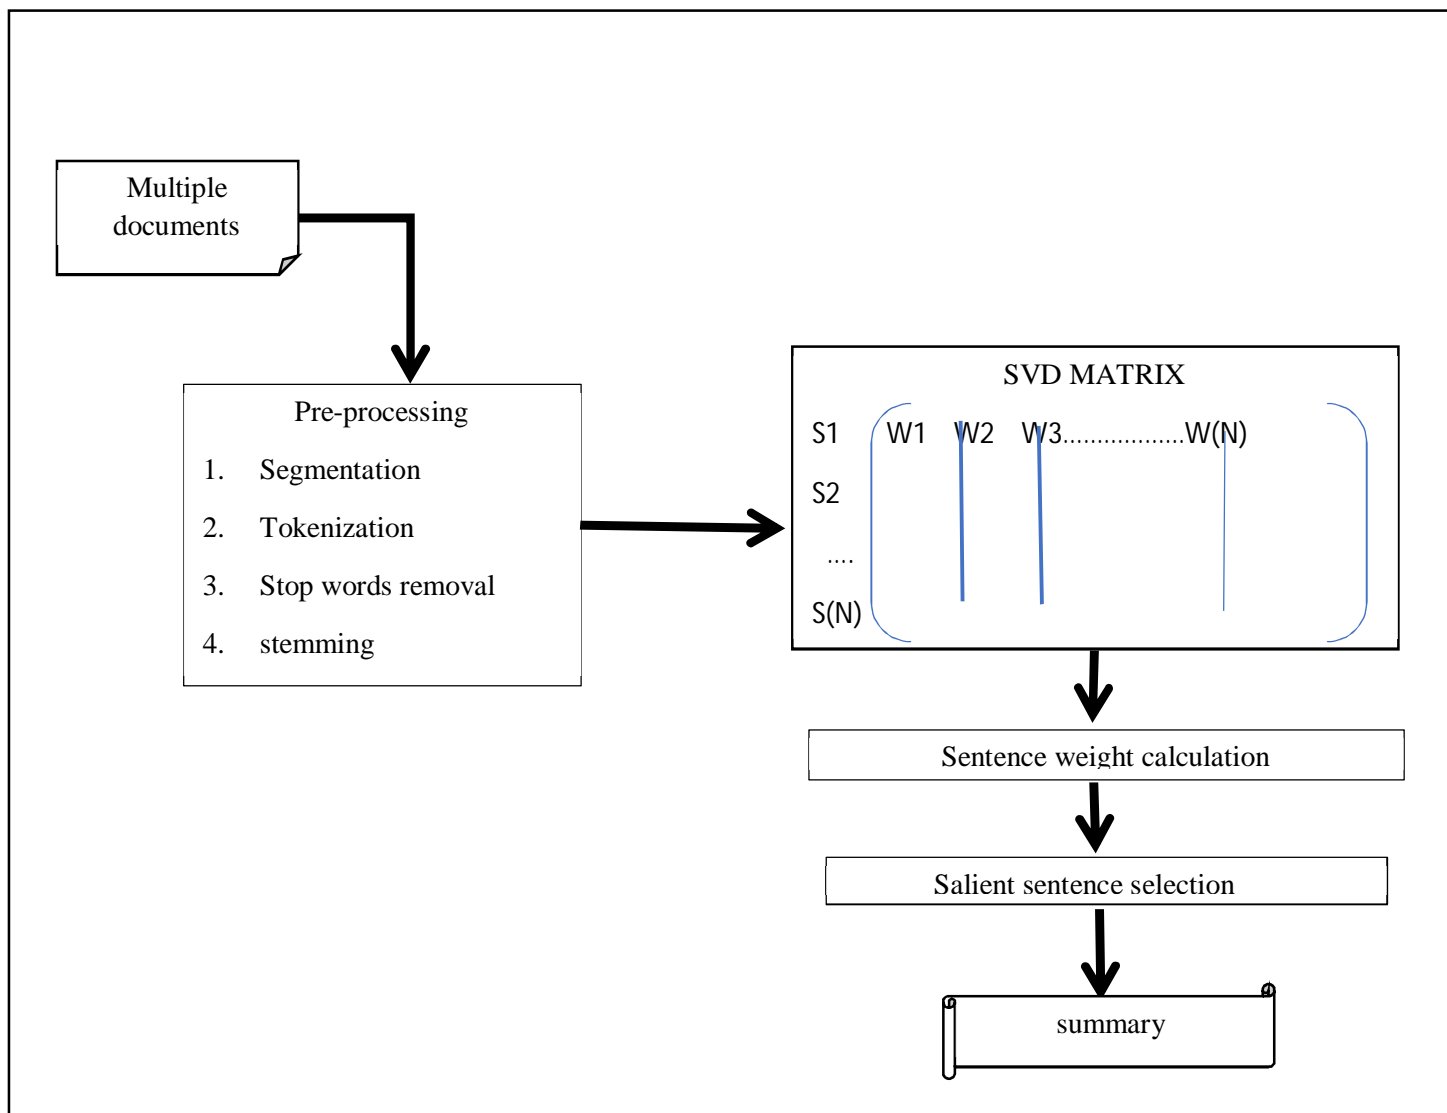 Multiple
documents
Pre-processing
1. Segmentation
2. Tokenization
3. Stop words removal
4. stemming
SVD MATRIX
S1 W1 W2 W3..................W(N)
S2
....
S(N)
Sentence weight calculation
Salient sentence selection
summary